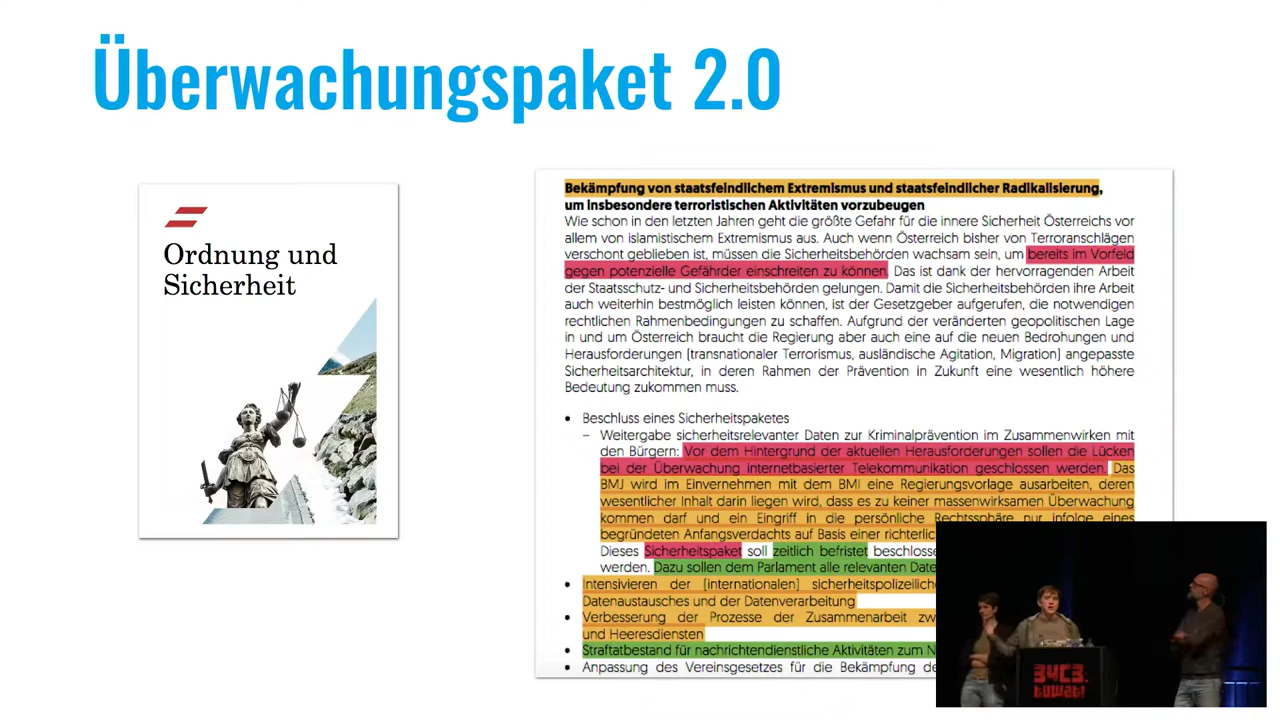 Überwachungspaket 2.0
Ordnung und
Sicherheit
Bekämpfung von staatsfeindlichem Extremismus und staatsfeindlicher Radikalisierung,
um insbesondere terroristischen Aktivitäten vorzubeugen
Wie schon in den letzten Jahren geht die größte Gefahr für die innere Sicherheit Österreichs vor
allem von islamistischem Extremismus aus. Auch wenn Österreich bisher von Terroranschlägen
verschont geblieben ist, müssen die Sicherheitsbehörden wachsam sein, um bereits im Vorfeld
gegen potenzielle Gefährder einschreiten zu können. Das ist dank der hervorragenden Arbeit
der Staatsschutz- und Sicherheitsbehörden gelungen. Damit die Sicherheitsbehörden ihre Arbeit
auch weiterhin bestmöglich leisten können, ist der Gesetzgeber aufgerufen, die notwendigen
rechtlichen Rahmenbedingungen zu schaffen. Aufgrund der veränderten geopolitischen Lage
in und um Österreich braucht die Regierung aber auch eine auf die neuen Bedrohungen und
Herausforderungen [transnationaler Terrorismus, ausländische Agitation, Migration] angepasste
Sicherheitsarchitektur, in deren Rahmen der Prävention in Zukunft eine wesentlich höhere
Bedeutung zukommen muss.
• Beschluss eines Sicherheitspaketes
– Weitergabe sicherheitsrelevanter Daten zur Kriminalprävention im Zusammenwirken mit
den Bürgern: Vor dem Hintergrund der aktuellen Herausforderungen sollen die Lücken
bei der Überwachung internetbasierter Telekommunikation geschlossen werden. Das
BMJ wird im Einvernehmen mit dem BMI eine Regierungsvorlage ausarbeiten, deren
wesentlicher Inhalt darin liegen wird, dass es zu keiner massenwirksamen Überwachung
kommen darf und ein Eingriff in die persönliche Rechtssphäre nur infolge eines
begründeten Anfangsverdachts auf Basis einer
Dieses Sicherheitspaket soll zeitlich befristet
werden. Dazu sollen dem Parlament alle relevanten
• Intensivieren der [internationalen]
Datenaustausches und der Datenverarbeitung
• Verbesserung der Prozesse der Zusammenarbeit
und Heeresdiensten
• Straftatbestand für nachrichtendienstliche Aktivitäten zum
• Anpassung des Vereinsgesetzes für die Bekämpfung
34C3.
tuwat!